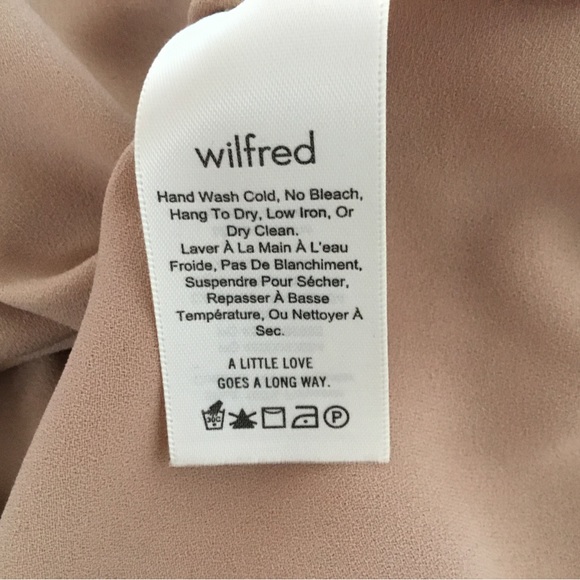 wilfred
Hand Wash Cold, No Bleach,
Hang To Dry, Low Iron, Or
Dry Clean.
Laver À La Main À L'eau
Froide, Pas De Blanchiment,
Suspendre Pour Sécher,
Repasser À Basse
Température, Ou Nettoyer À
Sec.
A LITTLE LOVE
GOES A LONG WAY.
P